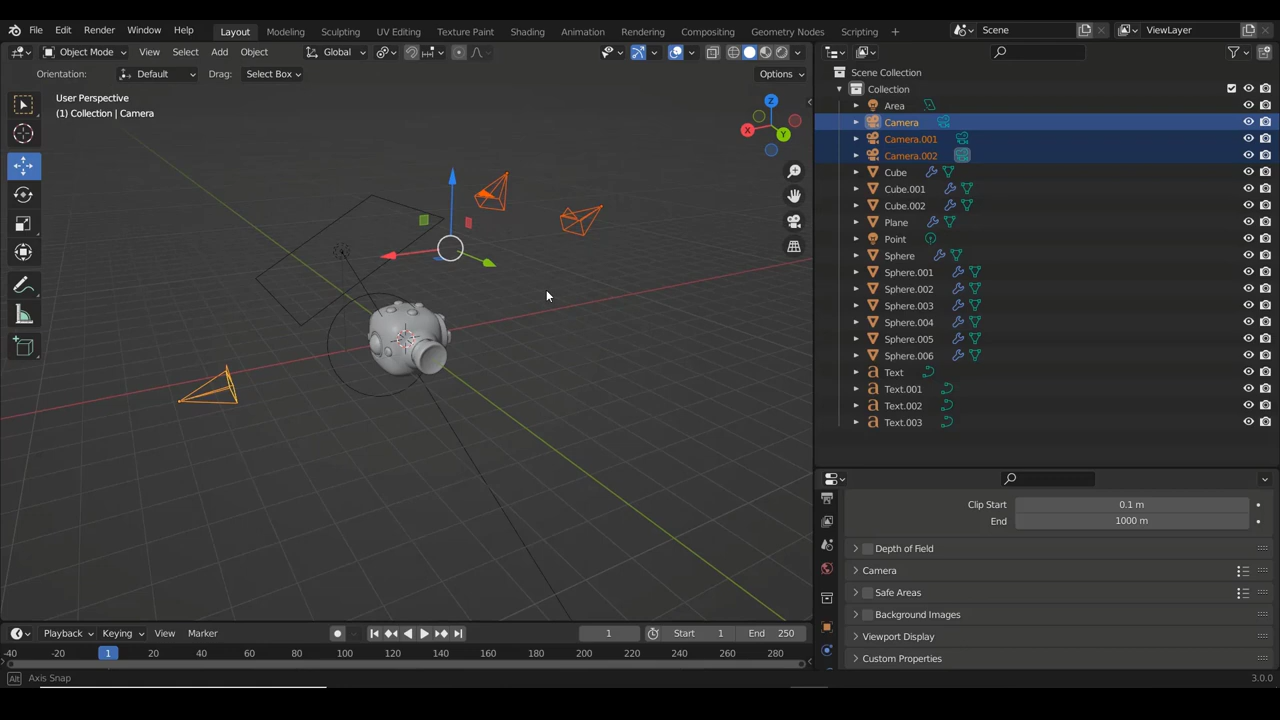 File Edit Render Window Help Layout Modeling Sculpting UV Editing Texture Paint Shading Animation Rendering Compositing Geometry Nodes Scripting + Scene ViewLayer
Object Mode View Select Add Object Global
Orientation: Default Drag: Select Box Options
User Perspective
(1) Collection | Camera
Z
X
Y
Scene Collection
Collection
Area
Camera
Camera.001
Camera.002
Cube
Cube.001
Cube.002
Plane
Point
Sphere
Sphere.001
Sphere.002
Sphere.003
Sphere.004
Sphere.005
Sphere.006
Text
Text.001
Text.002
Text.003
Clip Start 0.1 m
End 1000 m
Depth of Field
Camera
Safe Areas
Background Images
Viewport Display
Custom Properties
Playback Keying View Marker 1 Start 1 End 250
-40 -20 1 20 40 60 80 100 120 140 160 180 200 220 240 260 280 300 320
Alt Axis Snap 3.0.0